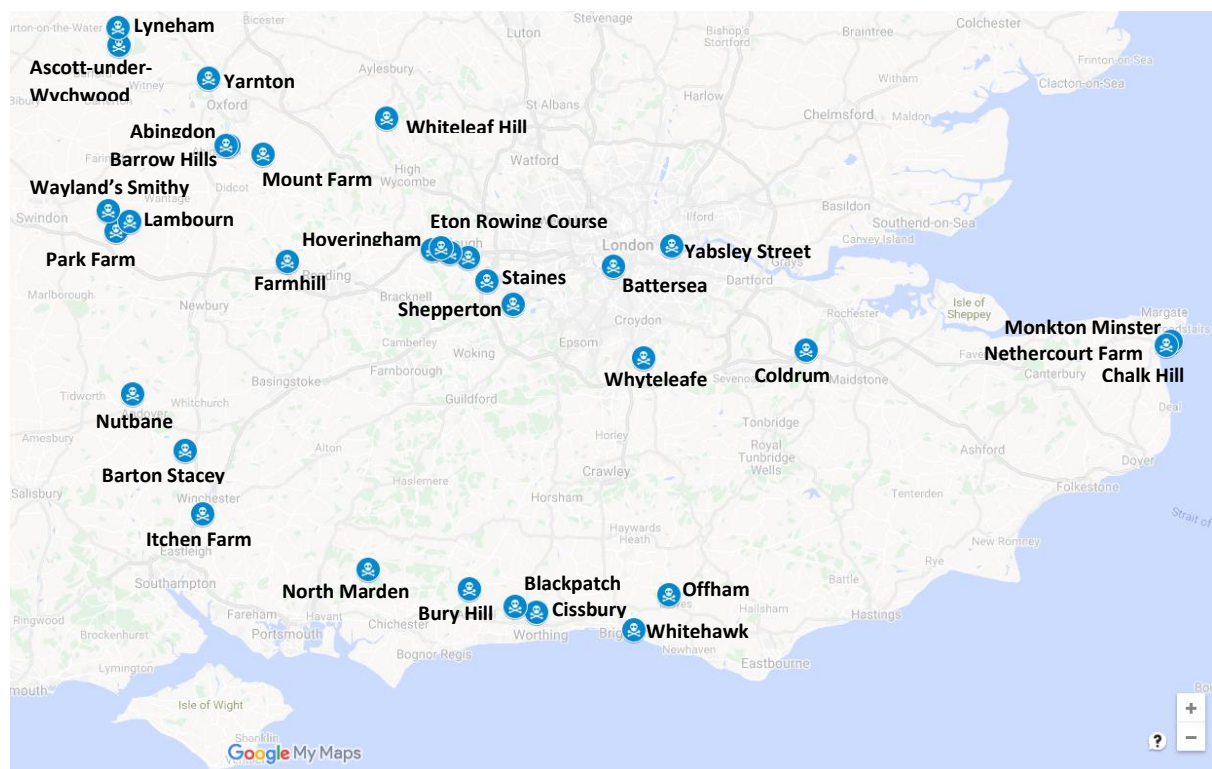 Stevenage
Colchester
Bicester
Luton
Bishop's
Stortford
Braintree
Lyneham
Aylesbury
Witham
Frinton-on-Sea
Clacton-on-Sea
Ascott-under-
Wychwood
Witney
Yarnton
Harlow
Oxford
St Albans
Chelmsford
Maldon
Whiteleaf Hill
Abingdon
Barrow Hills
Watford
High
Wycombe
Mount Farm
Didcot
Wayland's Smithy
Wantage
Basildon
Swindon
Lambourn
Ilford
Southend-on-Sea
Eton Rowing Course
Canvey Island
Hoveringham
London
Yabsley Street
Grays
Park Farm
Reading
Farmhill
Staines
Battersea
Dartford
Marlborough
Newbury
Bracknell
Shepperton
Rochester
Isle of
Sheppey
Margate
Croydon
Monkton Minster
Camberley
Epsom
Nethercourt Farm
Woking
Farnborough
Whyteleafe
Coldrum
Maidstone
Canterbury
Chalk Hill
Basingstoke
Tidworth
Whitchurch
Guildford
Deal
Nutbane
Andover
Tonbridge
Amesbury
Alton
Horley
Royal
Tunbridge
Wells
Ashford
Dover
Barton Stacey
Haslemere
Crawley
Folkestone
Salisbury
Winchester
Horsham
Tenterden
Strait of
Itchen Farm
Haywards
Heath
New Romney
Eastleigh
Rye
Southampton
North Marden
Blackpatch
Offham
Battle
Bury Hill
Cissbury
Hailsham
Hastings
Ringwood
Fareham
Havant
Chichester
Brockenhurst
Portsmouth
Worthing
Whitehawk
Newhaven
Bognor Regis
Eastbourne
Lymington
Isle of Wight
Shanklin
Google My Maps
+
?
−